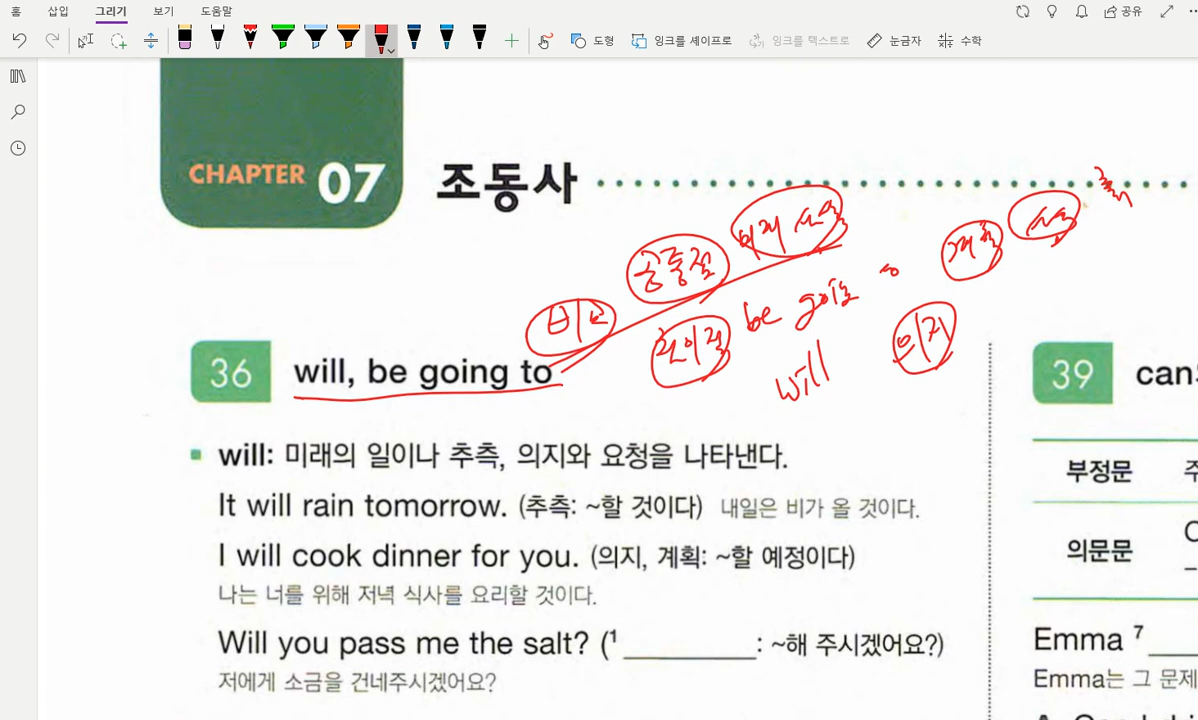 홈 삽입 그리기 보기 도움말 공유
도형 잉크를 셰이프로 잉크를 텍스트로 눈금자 수학
CHAPTER 07 조동사
비교 공통점 미래 사실
차이점 be going to 계획
will 의지
36 will, be going to
will: 미래의 일이나 추측, 의지와 요청을 나타낸다.
It will rain tomorrow. (추측: ~할 것이다) 내일은 비가 올 것이다.
I will cook dinner for you. (의지, 계획: ~할 예정이다)
나는 너를 위해 저녁 식사를 요리할 것이다.
Will you pass me the salt? (1 ________ : ~해 주시겠어요?)
저에게 소금을 건네주시겠어요?
39 can
부정문
의문문
Emma 7
Emma는 그 문제